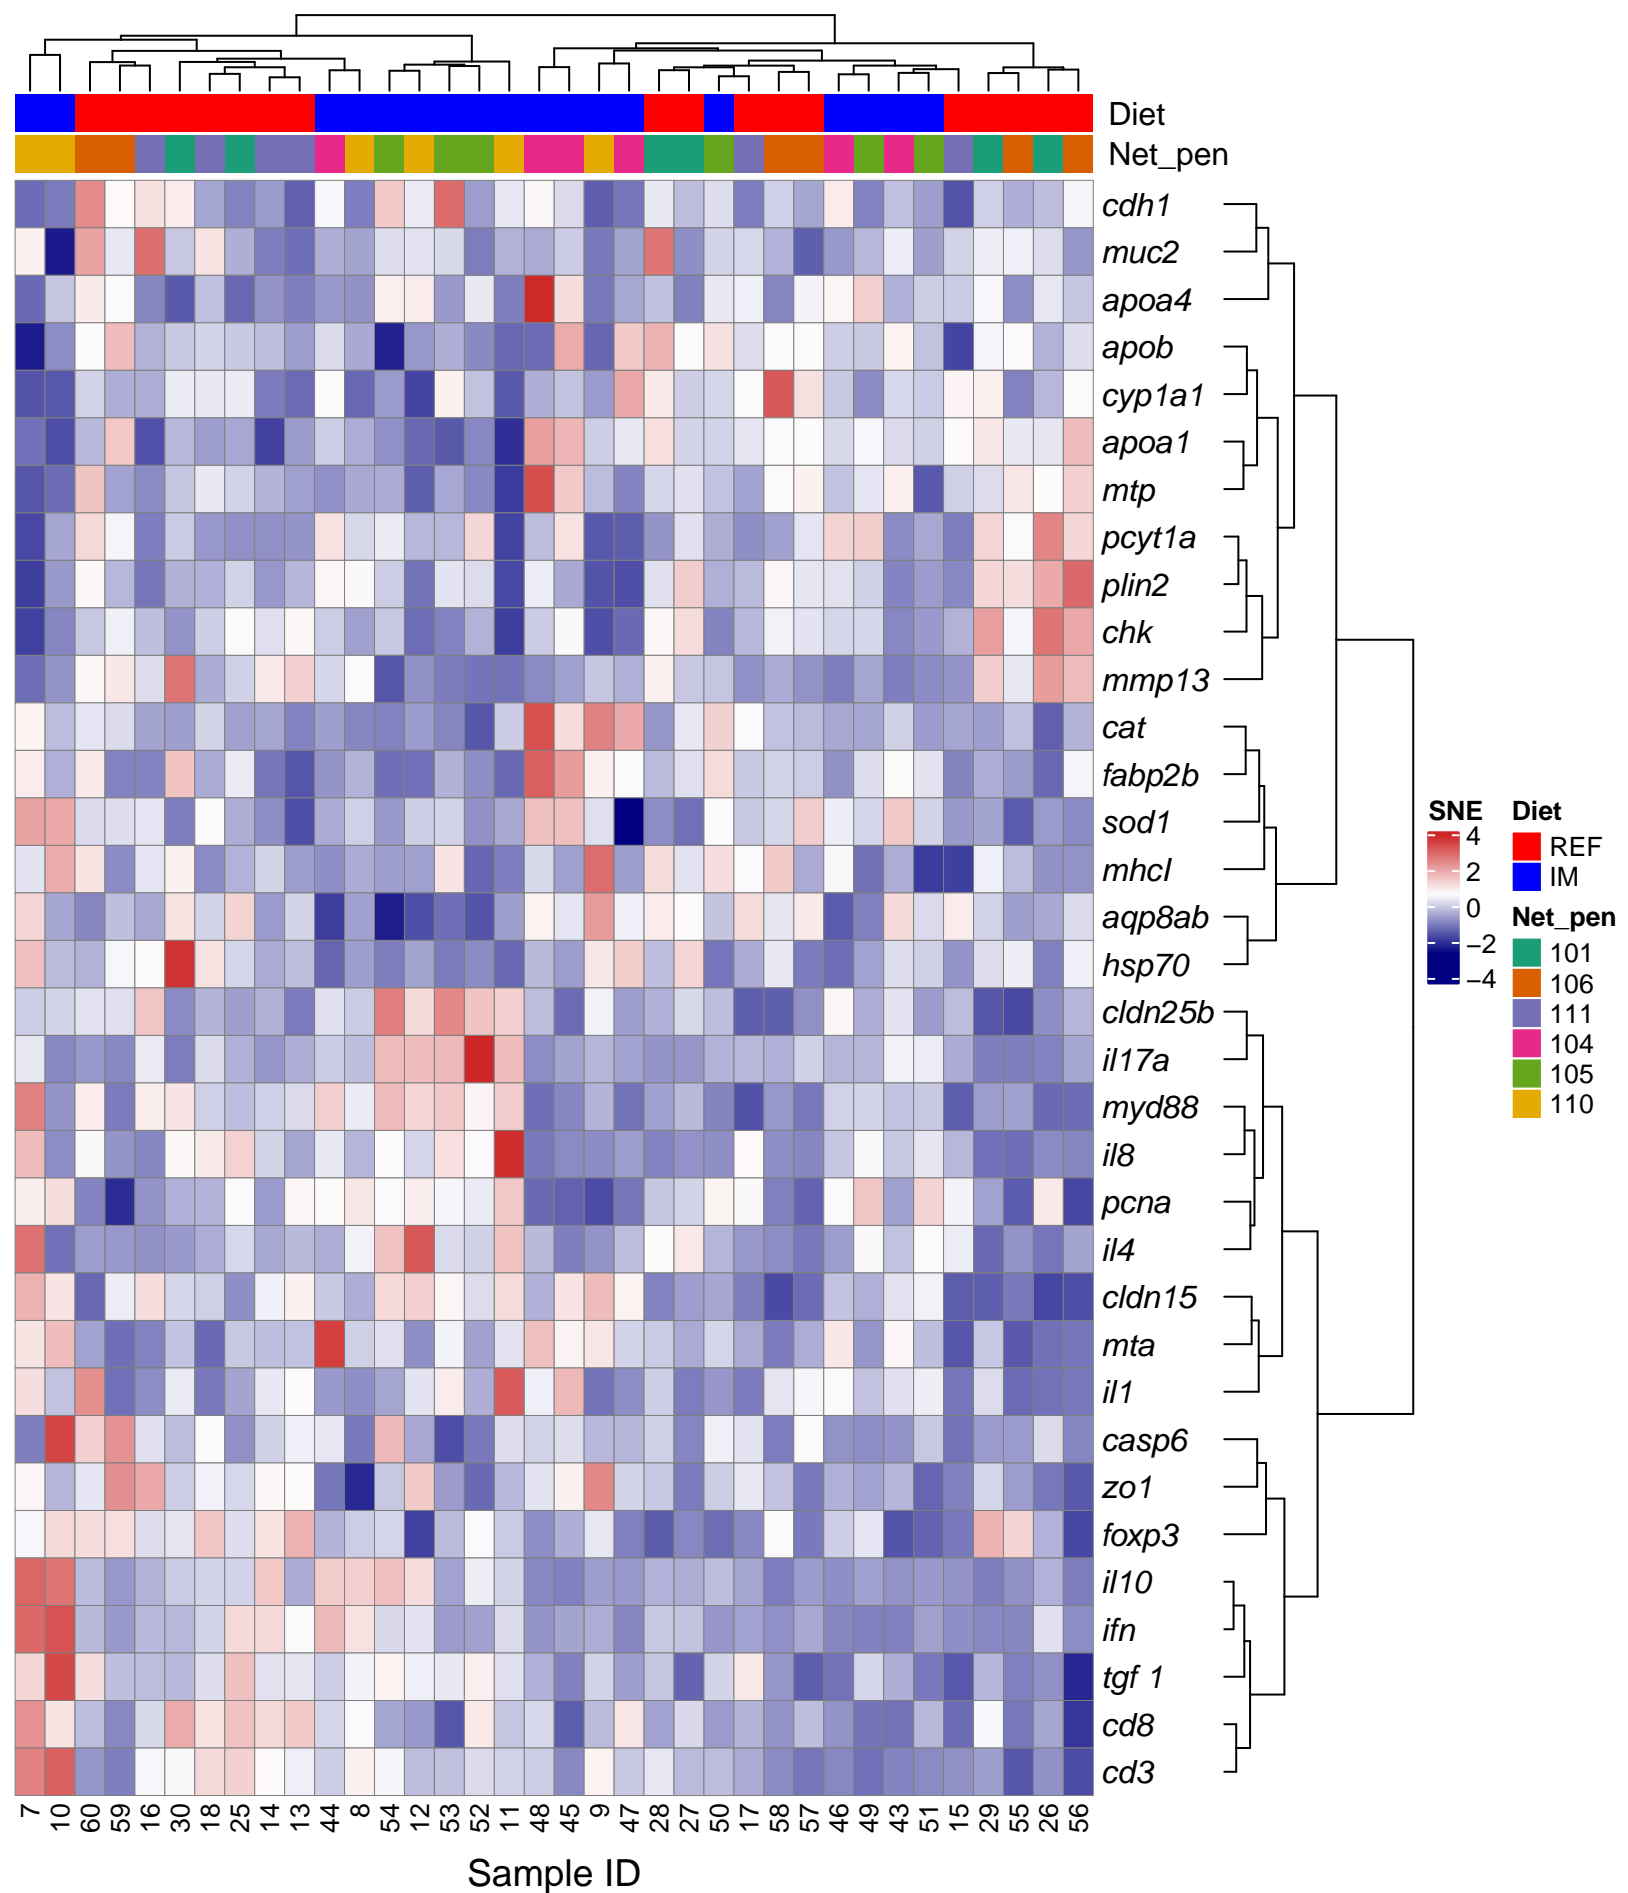 Diet
Net_pen
cdh1
muc2
apoa4
apob
cyp1a1
apoa1
mtp
pcyt1a
plin2
chk
mmp13
cat
fabp2b
sod1
mhcI
aqp8ab
hsp70
cldn25b
il17a
myd88
il8
pcna
il4
cldn15
mta
il1
casp6
zo1
foxp3
il10
ifn
tgf 1
cd8
cd3
7 10 60 59 16 30 18 25 14 13 44 8 54 12 53 52 11 48 45 9 47 28 27 50 17 58 57 46 49 43 51 15 29 55 26 56
Sample ID
SNE
4
2
0
−2
−4
Diet
REF
IM
Net_pen
101
106
111
104
105
110